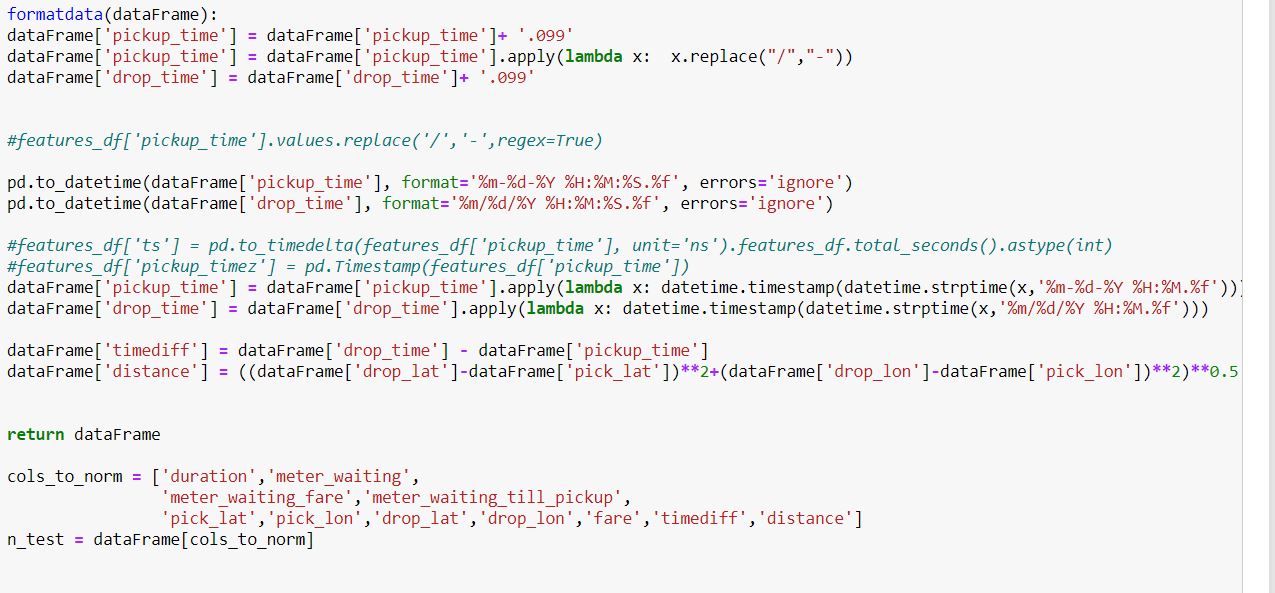 formatdata(dataFrame):
dataFrame['pickup_time'] = dataFrame['pickup_time']+ '.099'
dataFrame['pickup_time'] = dataFrame['pickup_time'].apply(lambda x:  x.replace("/","-"))
dataFrame['drop_time'] = dataFrame['drop_time']+ '.099'
#features_df['pickup_time'].values.replace('/','-',regex=True)
pd.to_datetime(dataFrame['pickup_time'], format='%m-%d-%Y %H:%M:%S.%f', errors='ignore')
pd.to_datetime(dataFrame['drop_time'], format='%m/%d/%Y %H:%M:%S.%f', errors='ignore')
#features_df['ts'] = pd.to_timedelta(features_df['pickup_time'], unit='ns').features_df.total_seconds().astype(int)
#features_df['pickup_timez'] = pd.Timestamp(features_df['pickup_time'])
dataFrame['pickup_time'] = dataFrame['pickup_time'].apply(lambda x: datetime.timestamp(datetime.strptime(x,'%m-%d-%Y %H:%M.%f')))
dataFrame['drop_time'] = dataFrame['drop_time'].apply(lambda x: datetime.timestamp(datetime.strptime(x,'%m/%d/%Y %H:%M.%f')))
dataFrame['timediff'] = dataFrame['drop_time'] - dataFrame['pickup_time']
dataFrame['distance'] = ((dataFrame['drop_lat']-dataFrame['pick_lat'])**2+(dataFrame['drop_lon']-dataFrame['pick_lon'])**2)**0.5
return dataFrame
cols_to_norm = ['duration','meter_waiting',
'meter_waiting_fare','meter_waiting_till_pickup',
'pick_lat','pick_lon','drop_lat','drop_lon','fare','timediff','distance']
n_test = dataFrame[cols_to_norm]